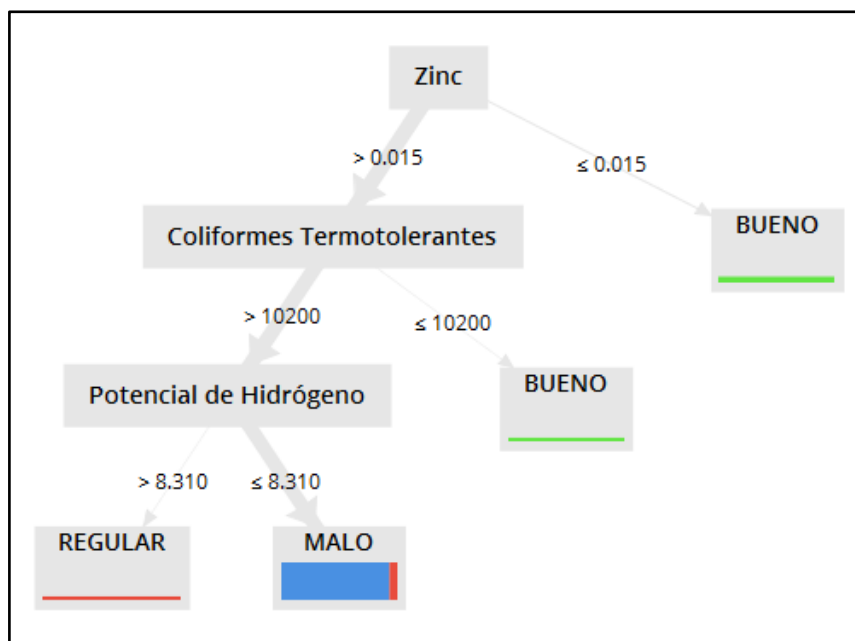 Zinc
> 0.015
≤ 0.015
Coliformes Termotolerantes
BUENO
> 10200
≤ 10200
Potencial de Hidrógeno
BUENO
> 8.310
≤ 8.310
REGULAR
MALO